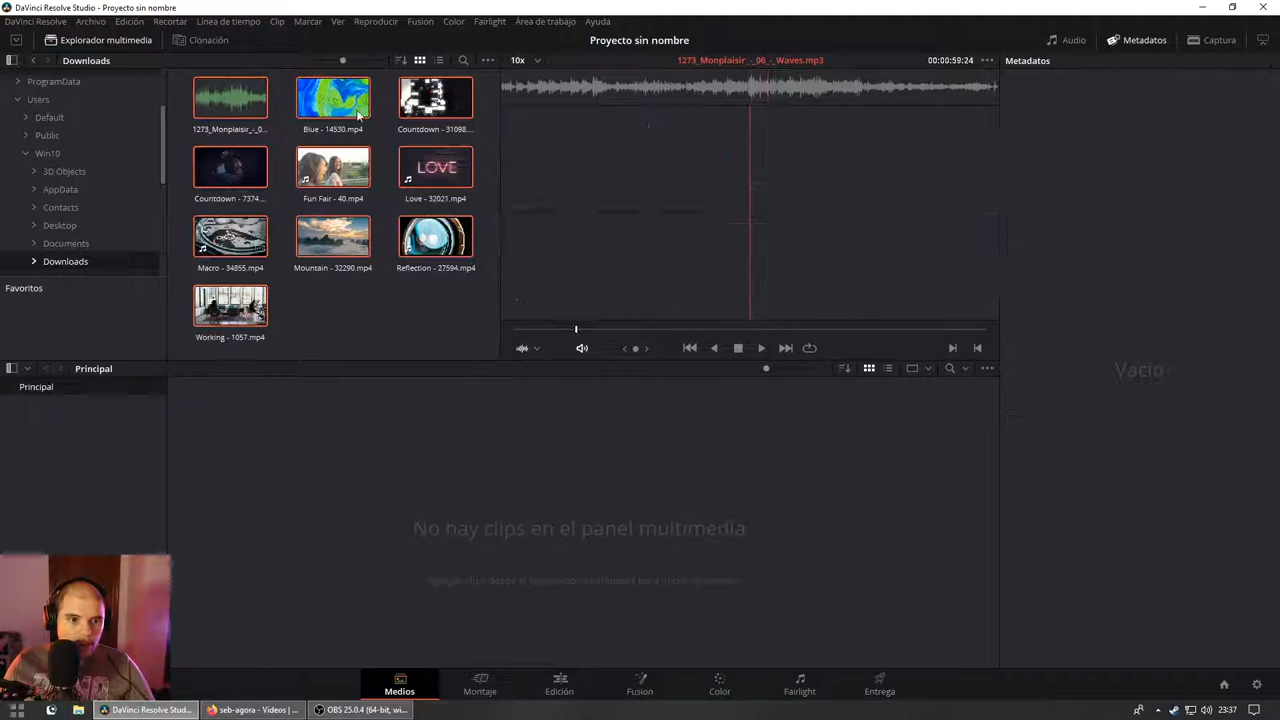 DaVinci Resolve Studio - Proyecto sin nombre
DaVinci Resolve Archivo Edición Recortar Línea de tiempo Clip Marcar Ver Reproducir Fusion Color Fairlight Área de trabajo Ayuda
Explorador multimedia Clonación Proyecto sin nombre Audio Metadatos Captura
Downloads 10x 1273_Monplaisir_-_06_-_Waves.mp3 00:00:59:24 Metadatos
ProgramData
Users
Default
Public
Win10
3D Objects
AppData
Contacts
Desktop
Documents
Downloads
Favoritos
1273_Monplaisir_-_0... Blue - 14530.mp4 Countdown - 31098....
LOVE
Countdown - 7374.... Fun Fair - 40.mp4 Love - 32021.mp4
Macro - 34855.mp4 Mountain - 32290.mp4 Reflection - 27594.mp4
Working - 1057.mp4
Principal
Principal
Vacío
No hay clips en el panel multimedia
Medios Montaje Edición Fusion Color Fairlight Entrega
DaVinci Resolve Studi... seb-agora - Videos | ... OBS 25.0.4 (64-bit, wi... 23:37